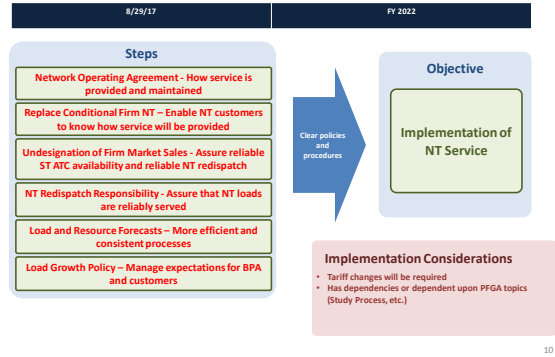 8/29/17
FY 2022
Steps
Network Operating Agreement - How service is
provided and maintained
Replace Conditional Firm NT – Enable NT customers
to know how service will be provided
Undesignation of Firm Market Sales - Assure reliable
ST ATC availability and reliable NT redispatch
NT Redispatch Responsibility - Assure that NT loads
are reliably served
Load and Resource Forecasts – More efficient and
consistent processes
Load Growth Policy – Manage expectations for BPA
and customers
Clear policies
and
procedures
Objective
Implementation of
NT Service
Implementation Considerations
• Tariff changes will be required
• Has dependencies or dependent upon PFGA topics
(Study Process, etc.)
10